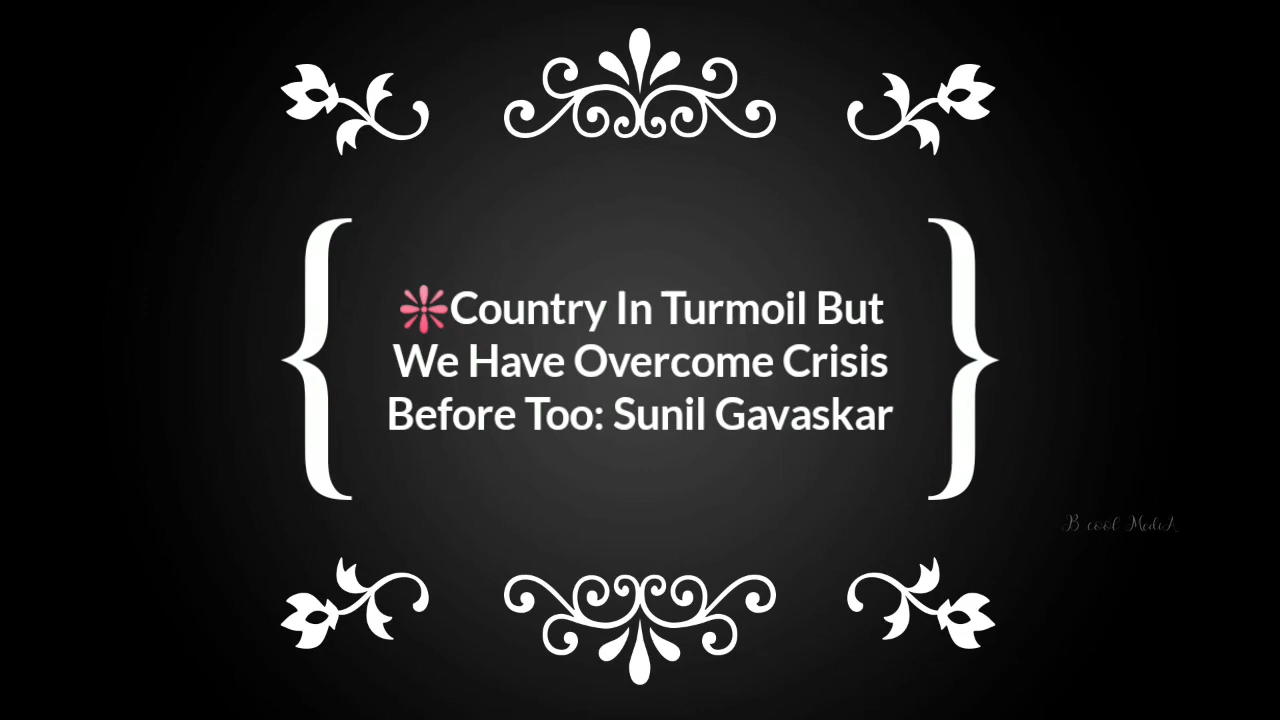 Country In Turmoil But
We Have Overcome Crisis
Before Too: Sunil Gavaskar
B cool MediA